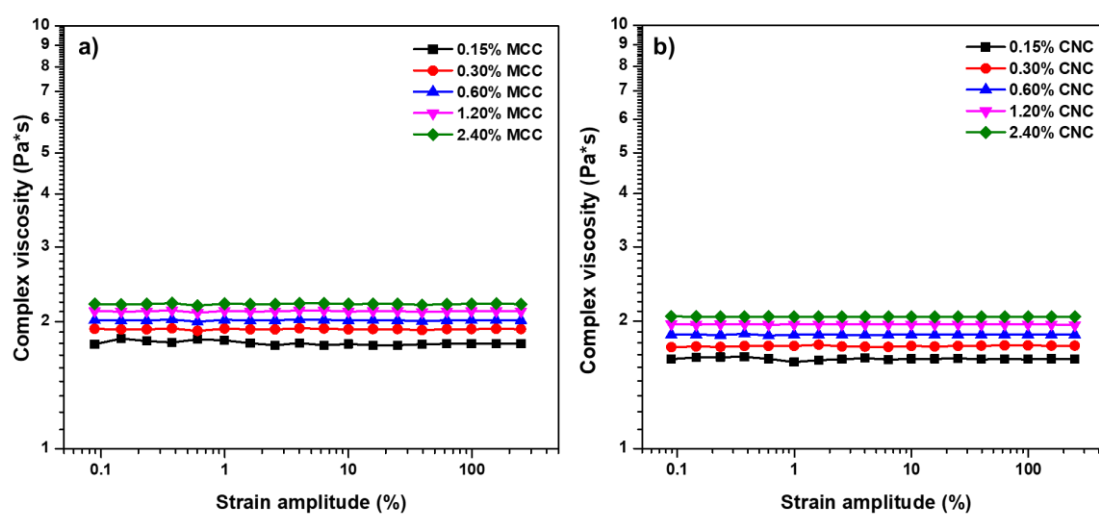 a)
0.15% MCC
0.30% MCC
0.60% MCC
1.20% MCC
2.40% MCC
Complex viscosity (Pa*s)
10
9
8
7
6
5
4
3
2
1
0.1
1
10
100
Strain amplitude (%)
b)
0.15% CNC
0.30% CNC
0.60% CNC
1.20% CNC
2.40% CNC
Complex viscosity (Pa*s)
10
9
8
7
6
5
4
3
2
1
0.1
1
10
100
Strain amplitude (%)